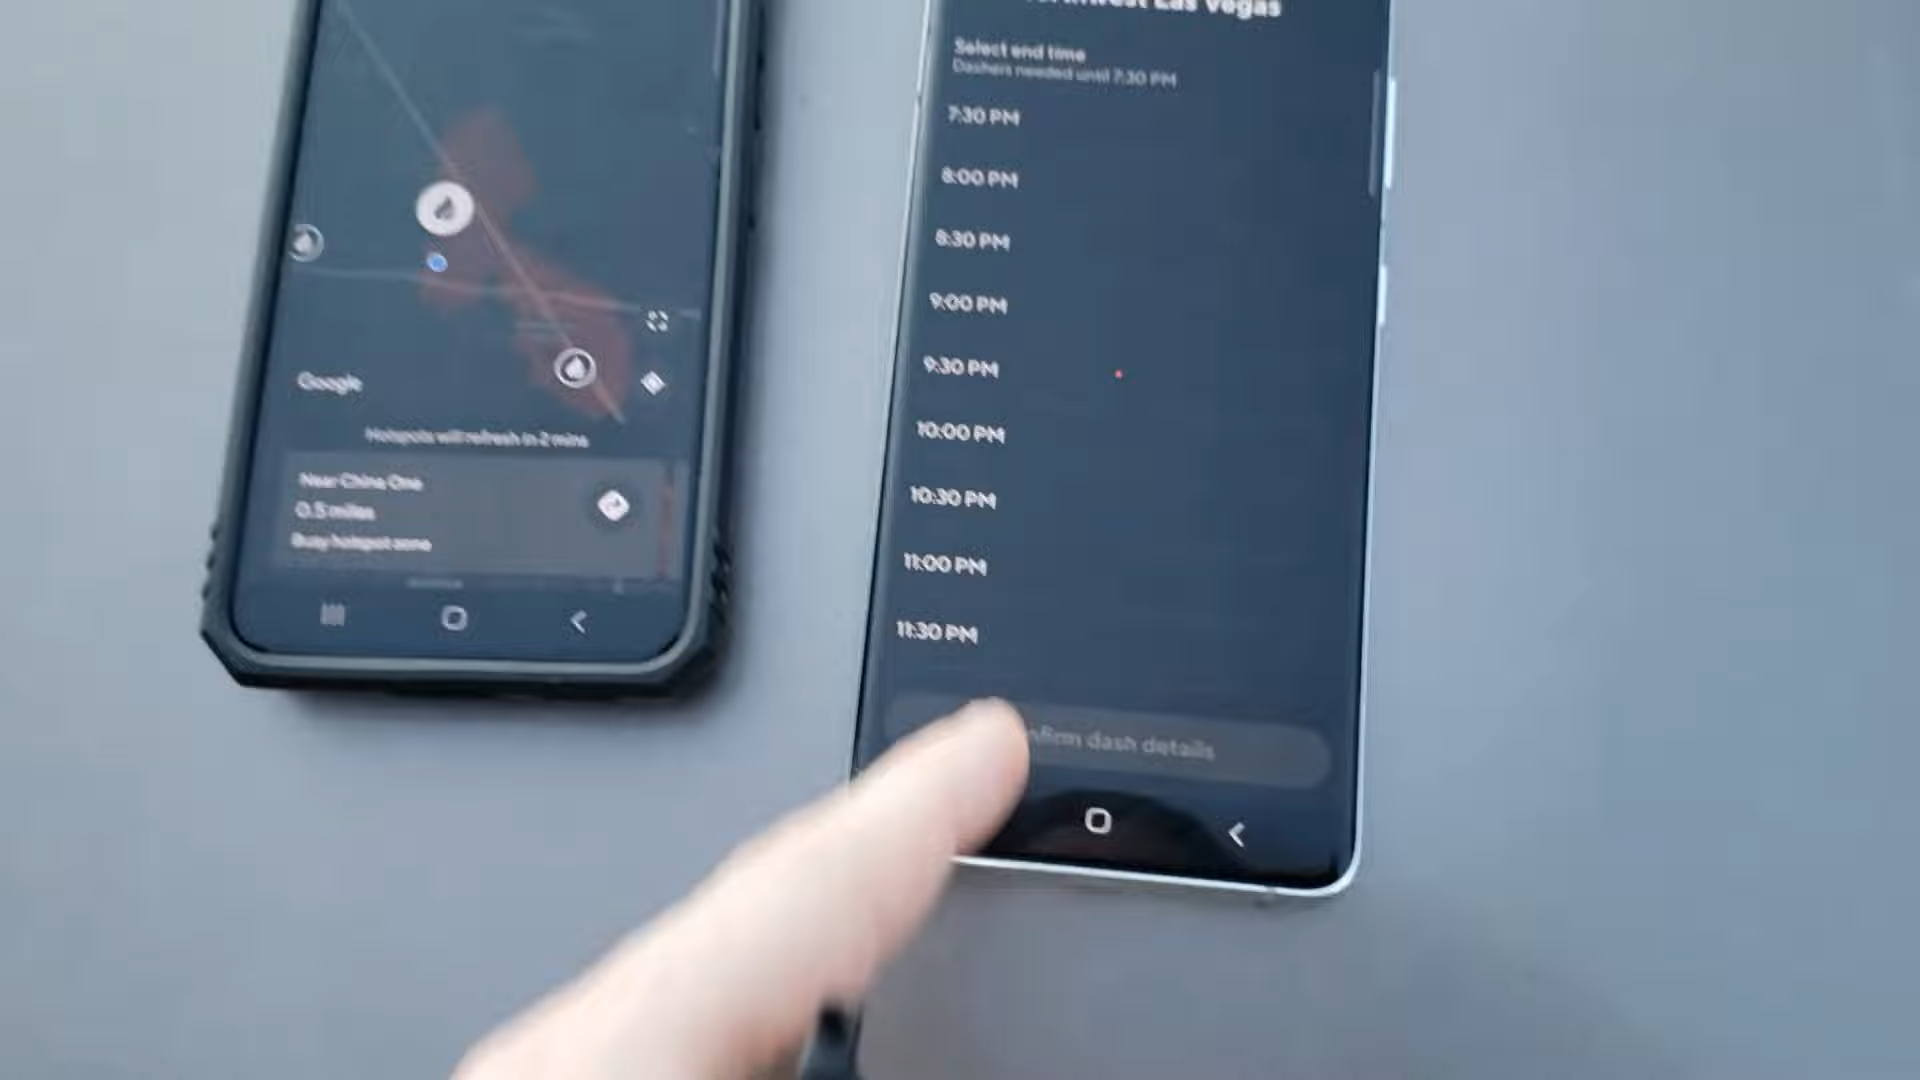 Google
Hotspots will refresh in 2 mins
Near China One
0.5 miles
Busy hotspot zone
Las Vegas
Select end time
Dashers needed until 7:30 PM
7:30 PM
8:00 PM
8:30 PM
9:00 PM
9:30 PM
10:00 PM
10:30 PM
11:00 PM
11:30 PM
dash details